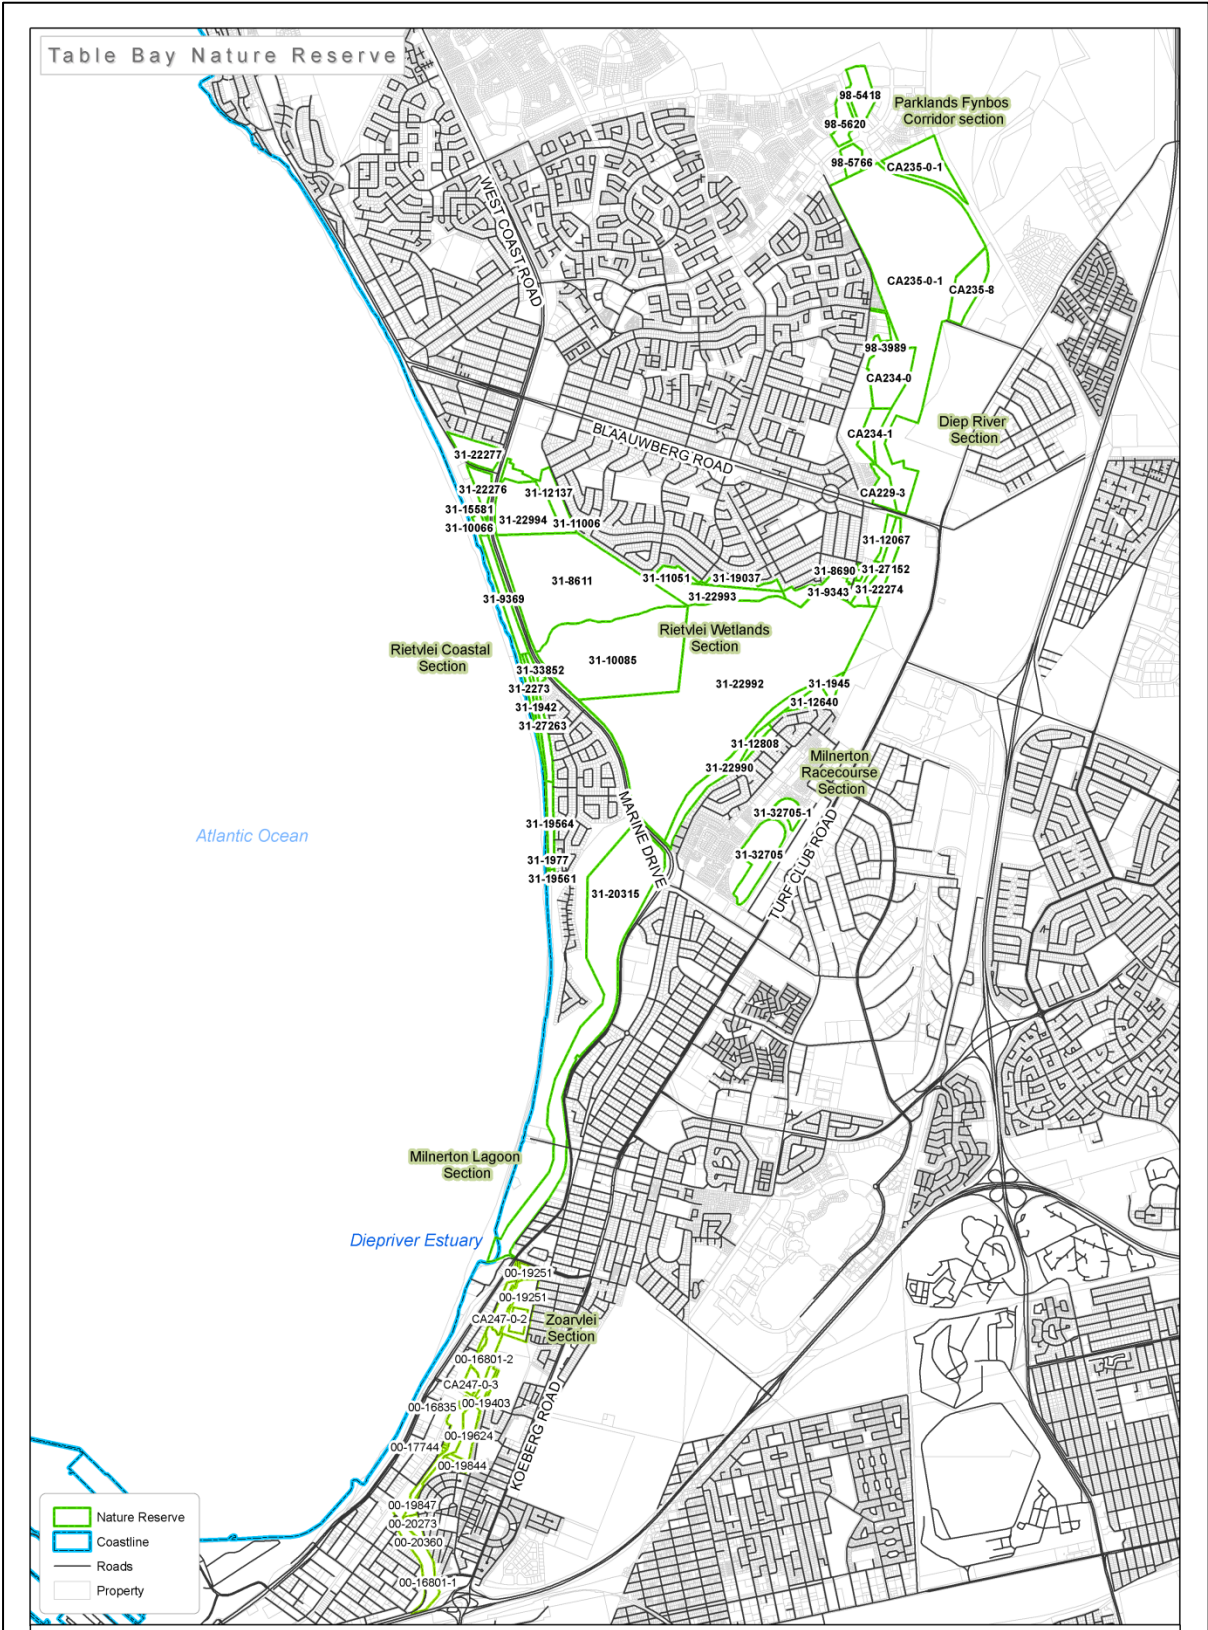 Table Bay Nature Reserve
98-5418
Parklands Fynbos
Corridor section
98-5620
98-5766
CA235-0-1
WEST COAST ROAD
CA235-0-1
CA235-8
98-3989
CA234-0
Diep River
Section
CA234-1
BLAAUWBERG ROAD
31-22277
31-22276
31-12137
CA229-3
31-15581
31-22994
31-11006
31-10066
31-12067
31-8611
31-11051
31-19037
31-8690
31-27152
31-9369
31-22993
31-9343
31-22274
Rietvlei Wetlands
Section
Rietvlei Coastal
Section
31-10085
31-33852
31-22992
31-1945
31-2273
31-12640
31-1942
31-27263
31-12808
Milnerton
Racecourse
Section
31-22990
MARINE DRIVE
31-32705-1
31-19564
Atlantic Ocean
TURF CLUB ROAD
31-32705
31-1977
31-19561
31-20315
Milnerton Lagoon
Section
Diepriver Estuary
00-19251
00-19251
CA247-0-2
Zoarvlei
Section
00-16801-2
CA247-0-3
00-16835
00-19403
KOEBERG ROAD
00-19624
00-17744
00-19844
00-19847
00-20273
00-20360
00-16801-1
Nature Reserve
Coastline
Roads
Property